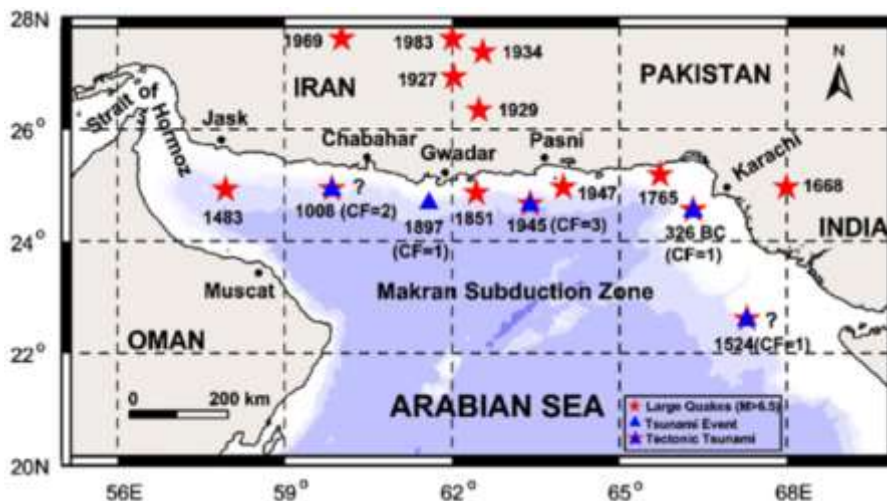 28N
1969
1983
1934
N
IRAN
PAKISTAN
1927
1929
Strait of
Hormoz
26
Jask
Chabahar
Gwadar
Pasni
Karachi
?
1483
1008 (CF=2)
1897
(CF=1)
1851
1945 (CF=3)
1947
1765
326 BC
(CF=1)
1668
INDIA
24
Muscat
Makran Subduction Zone
OMAN
?
1524(CF=1)
22
0 200 km
ARABIAN SEA
Large Quakes (M>6.5)
Tsunami Event
Tectonic Tsunami
20N
56E 59° 62° 65° 68E